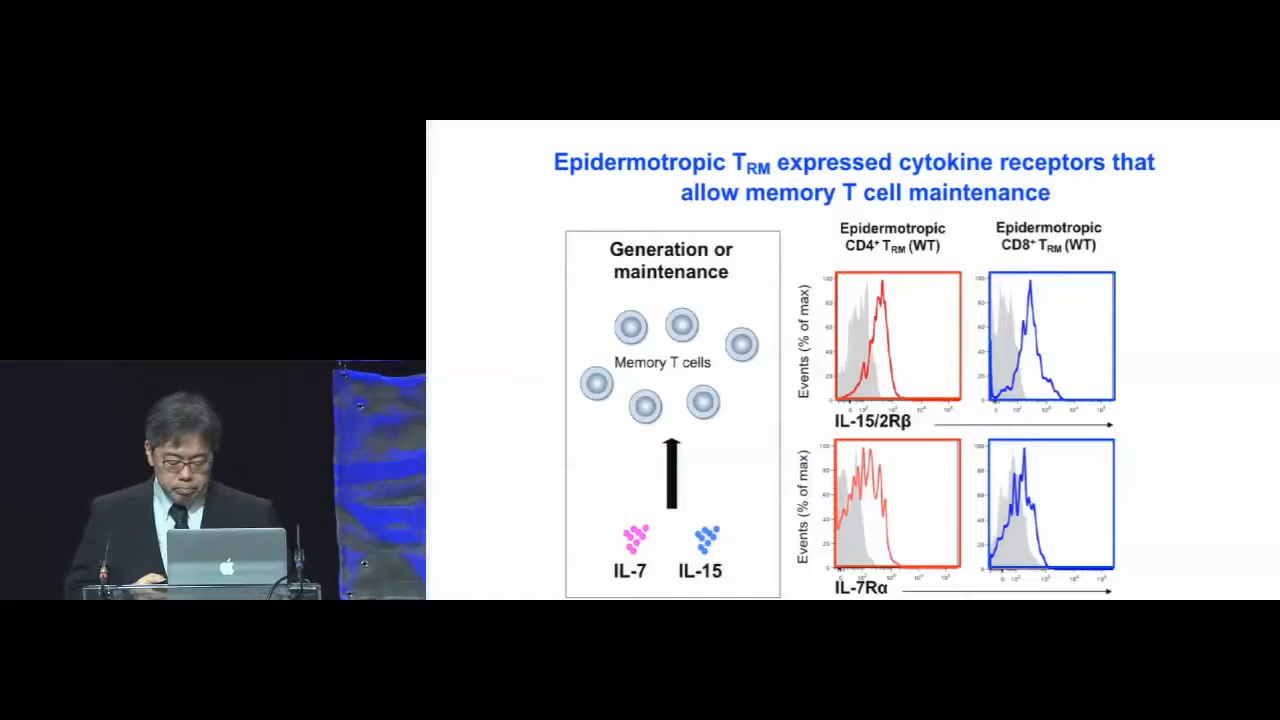 Epidermotropic TRM expressed cytokine receptors that
allow memory T cell maintenance
Generation or
maintenance
Memory T cells
IL-7
IL-15
Epidermotropic
CD4+ TRM (WT)
Epidermotropic
CD8+ TRM (WT)
Events (% of max)
IL-15/2Rβ
Events (% of max)
IL-7Rα